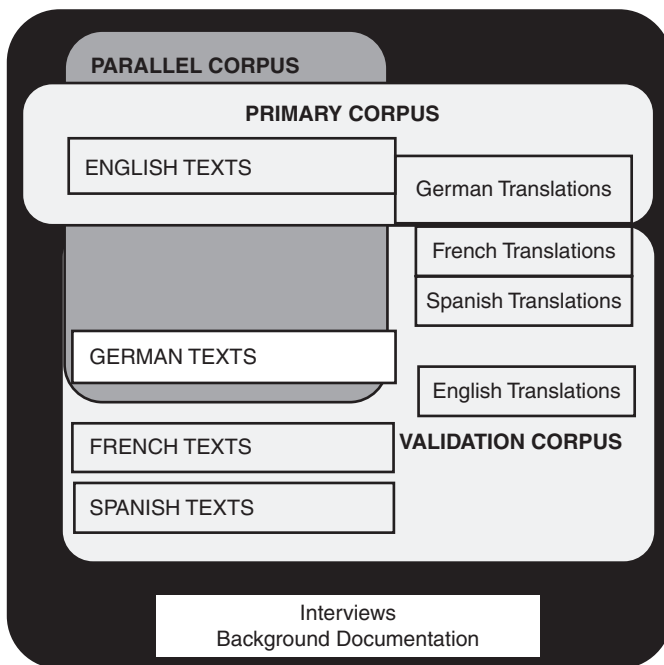 PARALLEL CORPUS
PRIMARY CORPUS
ENGLISH TEXTS
German Translations
French Translations
Spanish Translations
GERMAN TEXTS
English Translations
FRENCH TEXTS
VALIDATION CORPUS
SPANISH TEXTS
Interviews
Background Documentation